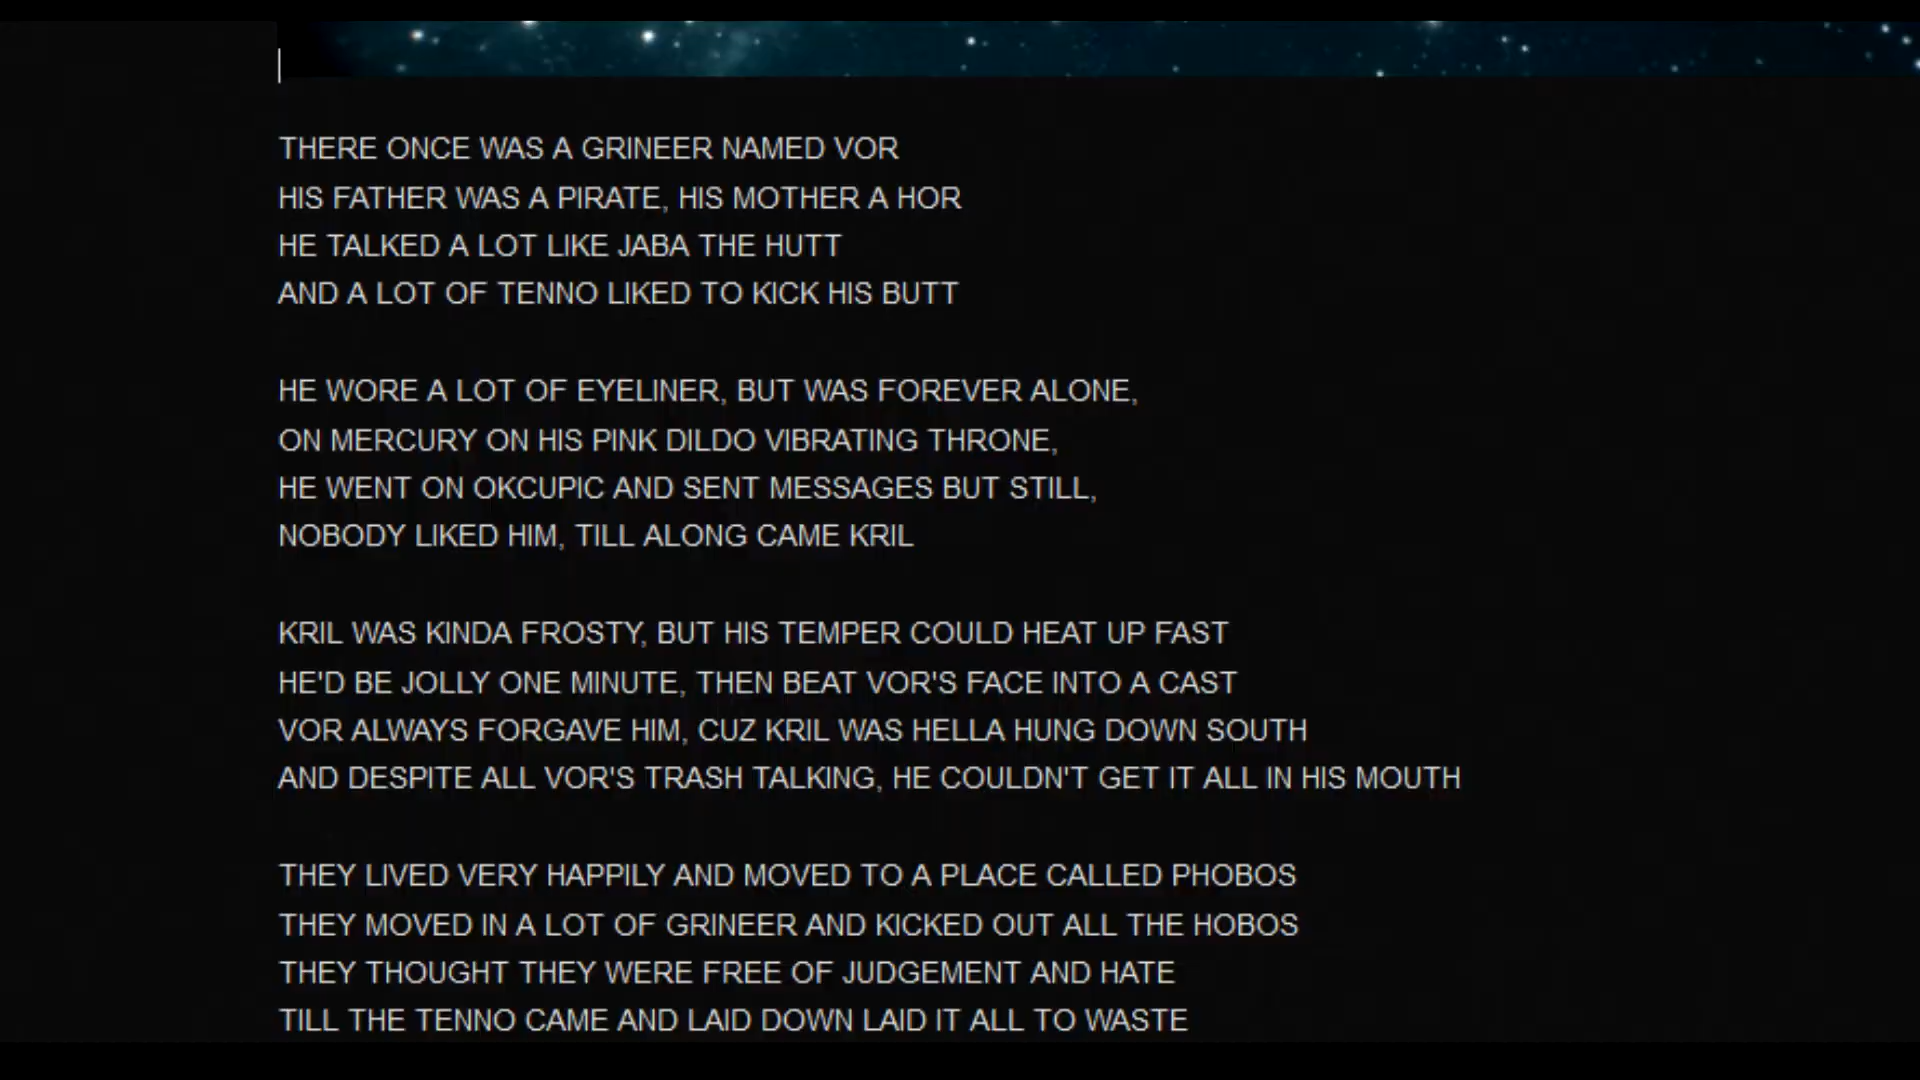 THERE ONCE WAS A GRINEER NAMED VOR
HIS FATHER WAS A PIRATE, HIS MOTHER A HOR
HE TALKED A LOT LIKE JABA THE HUTT
AND A LOT OF TENNO LIKED TO KICK HIS BUTT
HE WORE A LOT OF EYELINER, BUT WAS FOREVER ALONE,
ON MERCURY ON HIS PINK DILDO VIBRATING THRONE,
HE WENT ON OKCUPIC AND SENT MESSAGES BUT STILL,
NOBODY LIKED HIM, TILL ALONG CAME KRIL
KRIL WAS KINDA FROSTY, BUT HIS TEMPER COULD HEAT UP FAST
HE'D BE JOLLY ONE MINUTE, THEN BEAT VOR'S FACE INTO A CAST
VOR ALWAYS FORGAVE HIM, CUZ KRIL WAS HELLA HUNG DOWN SOUTH
AND DESPITE ALL VOR'S TRASH TALKING, HE COULDN'T GET IT ALL IN HIS MOUTH
THEY LIVED VERY HAPPILY AND MOVED TO A PLACE CALLED PHOBOS
THEY MOVED IN A LOT OF GRINEER AND KICKED OUT ALL THE HOBOS
THEY THOUGHT THEY WERE FREE OF JUDGEMENT AND HATE
TILL THE TENNO CAME AND LAID DOWN LAID IT ALL TO WASTE